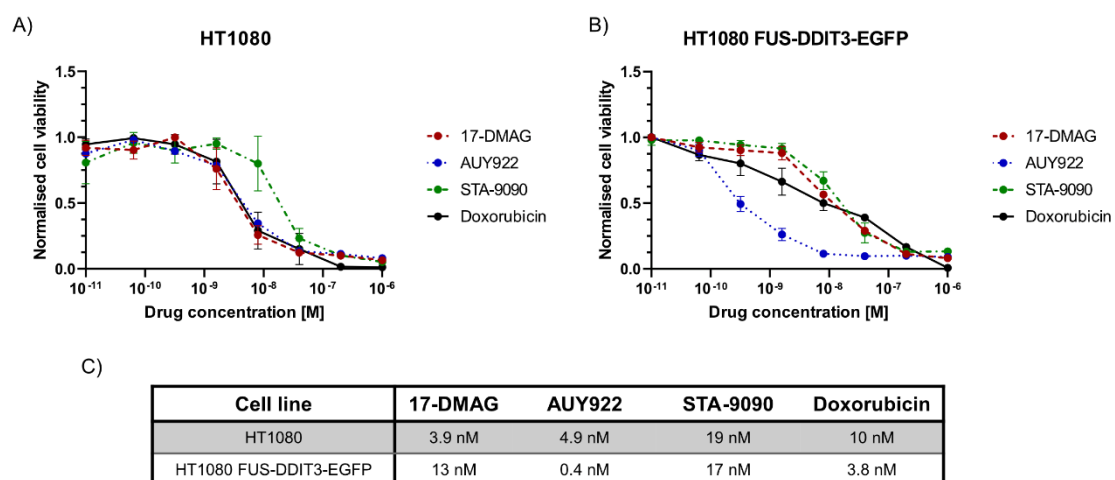 A)
HT1080
Normalised cell viability
1.5
1.0
0.5
0.0
10-11 10-10 10-9 10-8 10-7 10-6
Drug concentration [M]
17-DMAG
AUY922
STA-9090
Doxorubicin
B)
HT1080 FUS-DDIT3-EGFP
Normalised cell viability
1.5
1.0
0.5
0.0
10-11 10-10 10-9 10-8 10-7 10-6
Drug concentration [M]
17-DMAG
AUY922
STA-9090
Doxorubicin
C)
Cell line 17-DMAG AUY922 STA-9090 Doxorubicin
HT1080 3.9 nM 4.9 nM 19 nM 10 nM
HT1080 FUS-DDIT3-EGFP 13 nM 0.4 nM 17 nM 3.8 nM